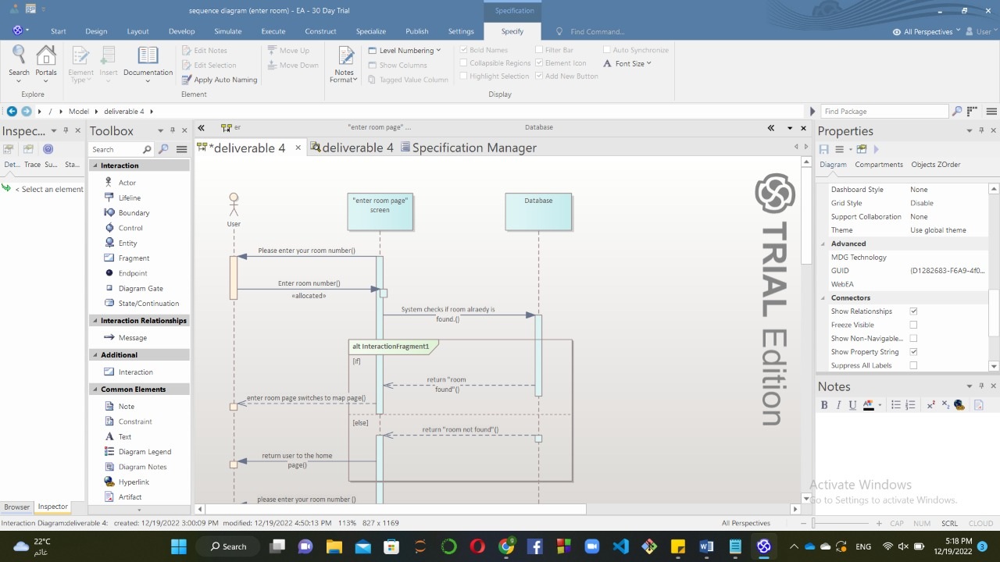 sequence diagram (enter room) - EA - 30 Day Trial
Specification
Start Design Layout Develop Simulate Execute Construct Specialize Publish Settings Specify Find Command... All Perspectives User
Search Portals Element Type Insert Documentation
Edit Notes
Edit Selection
Apply Auto Naming
Move Up
Move Down
Notes Format
Level Numbering
Show Columns
Tagged Value Column
Bold Names Filter Bar Auto Synchronize
Collapsible Regions Element Icon Font Size
Highlight Selection Add New Button
Explore Element Display
/ Model deliverable 4 Find Package
Inspec...
Det... Trace Su... Sta...
< Select an element
Browser Inspector
Toolbox
Search
Interaction
Actor
Lifeline
Boundary
Control
Entity
Fragment
Endpoint
Diagram Gate
State/Continuation
Interaction Relationships
Message
Additional
Interaction
Common Elements
Note
Constraint
Text
Diagram Legend
Diagram Notes
Hyperlink
Artifact
er "enter room page" ... Database
*deliverable 4 deliverable 4 Specification Manager
User
"enter room page"
screen
Database
Please enter your room number()
Enter room number()
«allocated»
System checks if room alraedy is
found.()
alt InteractionFragment1
[if]
return "room
found"()
enter room page switches to map page()
[else]
return "room not found"()
return user to the home
page()
please enter your room number ()
TRIAL Edition
Properties
Diagram Compartments Objects ZOrder
Dashboard Style None
Grid Style Disable
Support Collaboration None
Theme Use global theme
Advanced
MDG Technology
GUID {D1282683-F6A9-4f0...
WebEA
Connectors
Show Relationships
Freeze Visible
Show Non-Navigable...
Show Property String
Suppress All Labels
Notes
B I U A
Activate Windows
Go to Settings to activate Windows.
Interaction Diagram:deliverable 4: created: 12/19/2022 3:00:09 PM modified: 12/19/2022 4:50:13 PM 113% 827 x 1169 All Perspectives CAP NUM SCRL CLOUD
22°C
غائم
Search
ENG
5:18 PM
12/19/2022
3